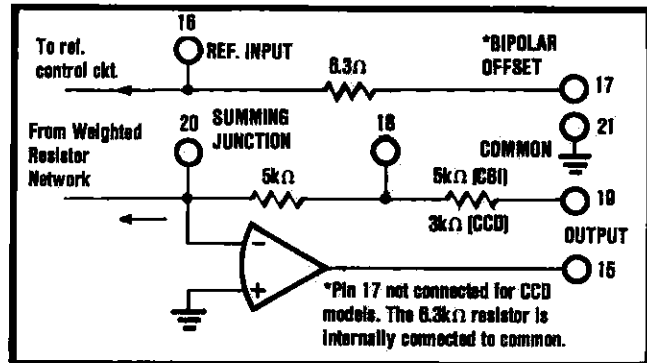 16
To ref.
control ckt.
REF. INPUT
*BIPOLAR
OFFSET
6.3Ω
17
21
From Weighted
Resistor
Network
20
SUMMING
JUNCTION
18
COMMON
5kΩ
5kΩ (CBI)
3kΩ (CCD)
19
OUTPUT
15
−
+
*Pin 17 not connected for CCD
models. The 6.3kΩ resistor is
internally connected to common.